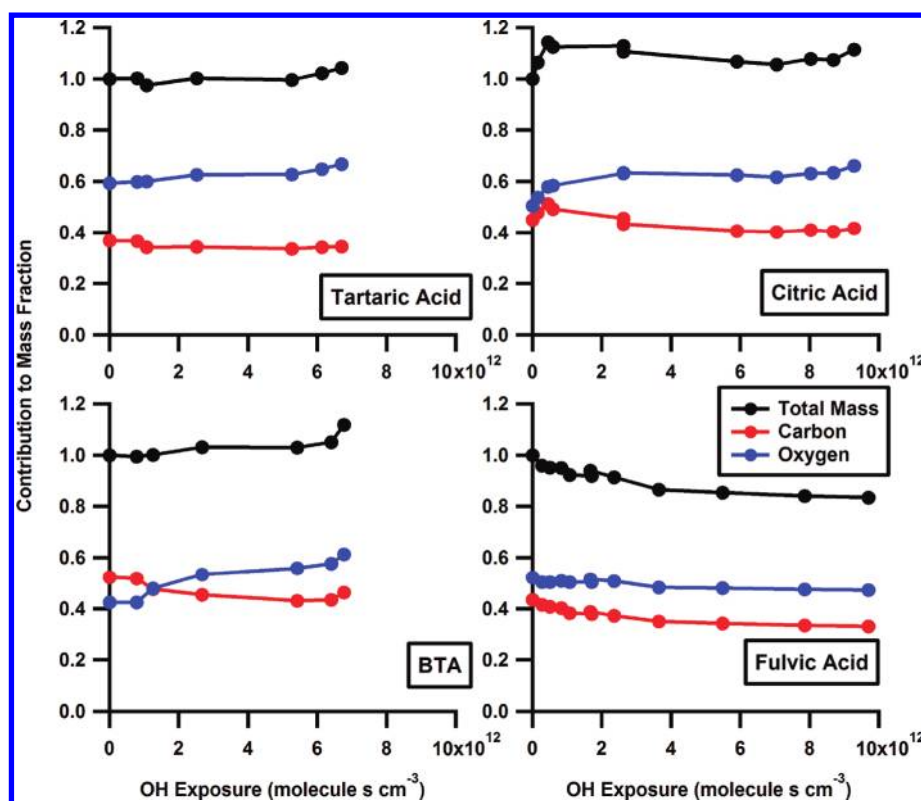 Contribution to Mass Fraction
1.2
1.0
0.8
0.6
0.4
0.2
0.0
Tartaric Acid
0 2 4 6 8 10x10^12
1.2
1.0
0.8
0.6
0.4
0.2
0.0
Citric Acid
0 2 4 6 8 10x10^12
1.2
1.0
0.8
0.6
0.4
0.2
0.0
BTA
0 2 4 6 8 10x10^12
OH Exposure (molecule s cm^-3)
Total Mass
Carbon
Oxygen
1.2
1.0
0.8
0.6
0.4
0.2
0.0
Fulvic Acid
0 2 4 6 8 10x10^12
OH Exposure (molecule s cm^-3)